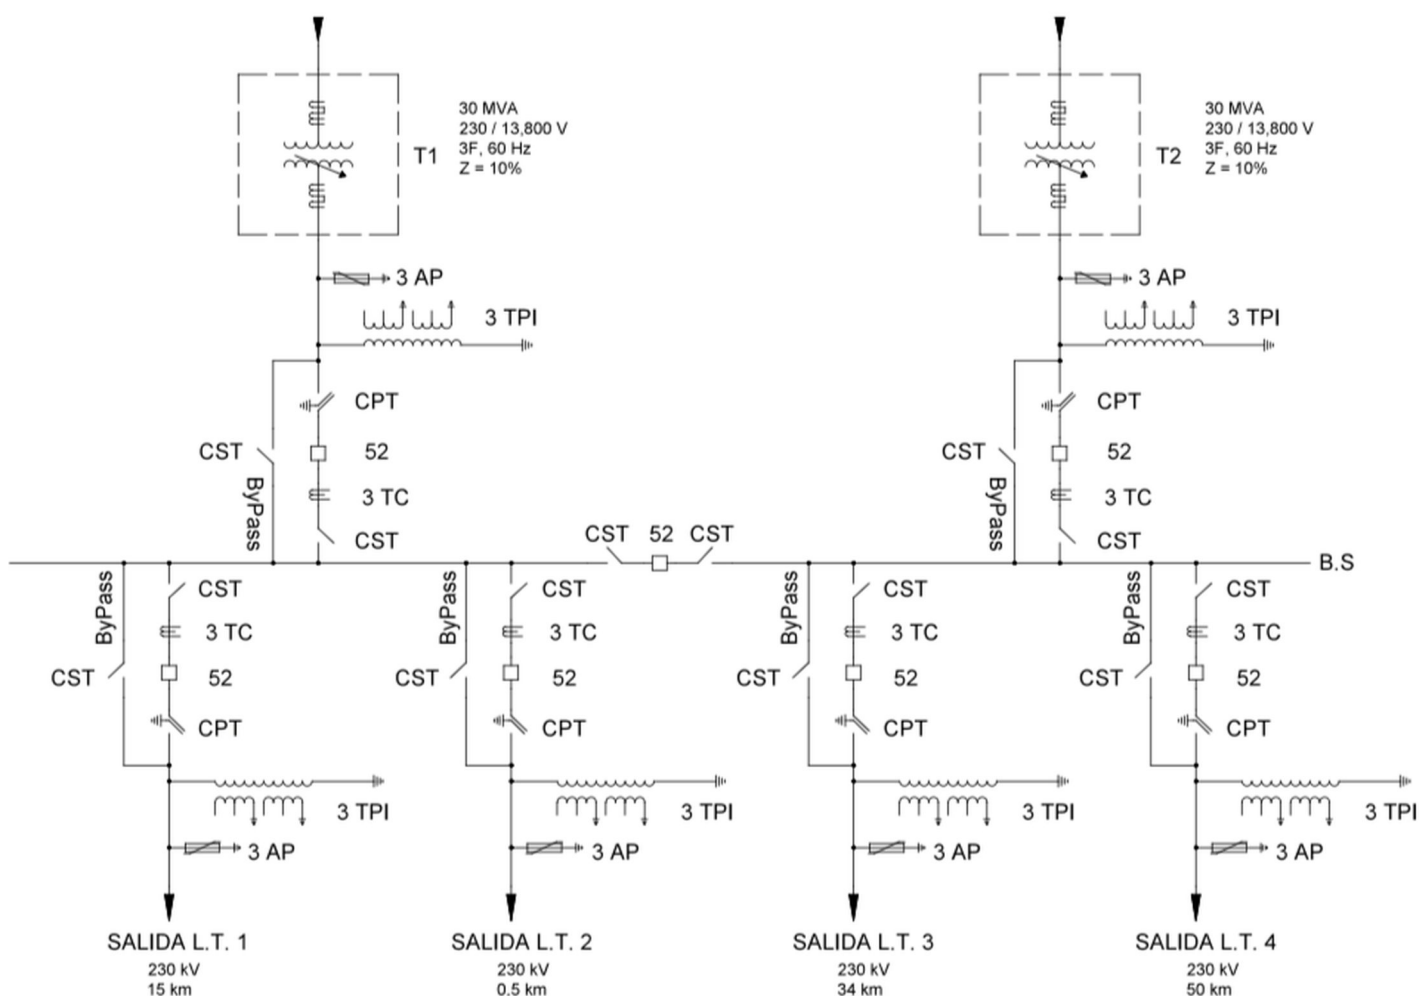 T1
30 MVA
230 / 13,800 V
3F, 60 Hz
Z = 10%
T2
30 MVA
230 / 13,800 V
3F, 60 Hz
Z = 10%
3 AP
3 AP
3 TPI
3 TPI
CPT
CPT
CST
52
CST
52
ByPass
3 TC
ByPass
3 TC
CST
CST
CST 52 CST
B.S
ByPass
CST
ByPass
CST
ByPass
CST
ByPass
CST
3 TC
3 TC
3 TC
3 TC
CST
52
CST
52
CST
52
CST
52
CPT
CPT
CPT
CPT
3 TPI
3 TPI
3 TPI
3 TPI
3 AP
3 AP
3 AP
3 AP
SALIDA L.T. 1
230 kV
15 km
SALIDA L.T. 2
230 kV
0,5 km
SALIDA L.T. 3
230 kV
34 km
SALIDA L.T. 4
230 kV
50 km